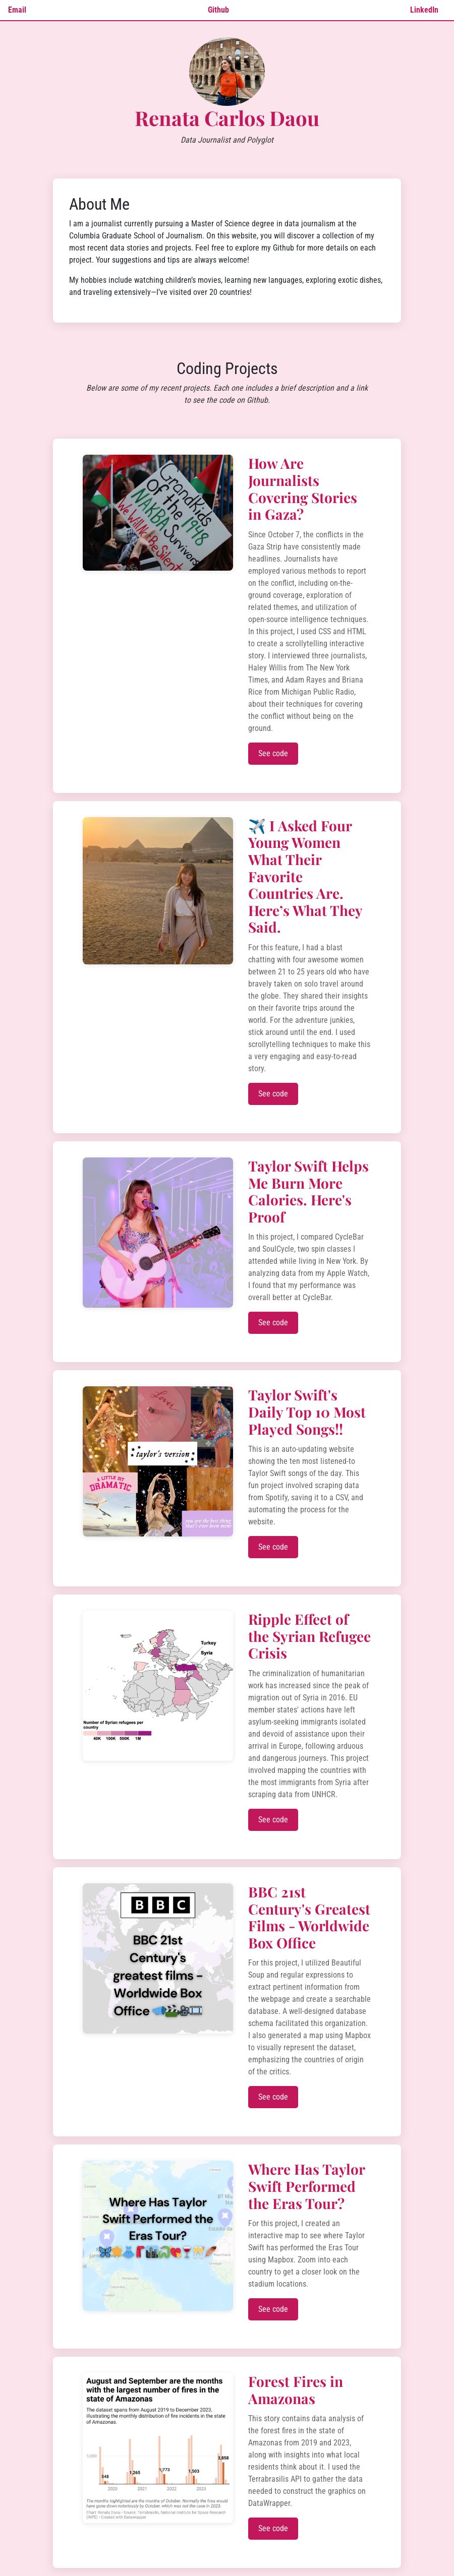 Email Github LinkedIn
Renata Carlos Daou
Data Journalist and Polyglot
About Me
I am a journalist currently pursuing a Master of Science degree in data journalism at the
Columbia Graduate School of Jornalism. On this website, you will discover a collection of my
most recent data stories and projects. Feel free to explore my Github for more details on each
project. Your suggestions and tips are always welcome!
My hobbies include watching children's movies, learning new languages, exploring exotic dishes,
and traveling extensively—I've visited over 20 countries!
Coding Projects
Below are some of my recent projects. Each one includes a brief description and a link
to see the code on Github.
Grandkids
of the 1948
NAKBA
Survivors
We WILL NOT Be Silent
How Are
Journalists
Covering Stories
in Gaza?
Since October 7, the conflicts in the
Gaza Strip have consistently made
headlines. Journalists have
employed various methods to report
on the conflict, including on-the-
ground coverage, exploration of
related themes, and utilization of
open-source intelligence techniques.
In this project, I used CSS and HTML
to create a scrollytelling interactive
story. I interviewed three journalists,
Haley Willis from The New York
Times, and Adam Rayes and Briana
Rice from Michigan Public Radio,
about their techniques for covering
the conflict without being on the
ground.
See code
✈️ I Asked Four
Young Women
What Their
Favorite
Countries Are.
Here's What They
Said.
For this feature, I had a blast
chatting with four awesome women
between 21 to 25 years old who have
bravely taken on solo travel around
the globe. They shared their insights
on their favorite trips around the
world. For the adventure junkies,
stick around until the end. I used
scrollytelling techniques to make this
a very engaging and easy-to-read
story.
See code
Taylor Swift Helps
Me Burn More
Calories. Here's
Proof
In this project, I compared CycleBar
and SoulCycle, two spin classes I
attended while living in New York. By
analyzing data from my Apple Watch,
I found that my performance was
overall better at CycleBar.
See code
Lover
taylor's version
A LITTLE BIT
DRAMATIC
you are the best thing
that's ever been mine
Taylor Swift's
Daily Top 10 Most
Played Songs!!
This is an auto-updating website
showing the ten most listened-to
Taylor Swift songs of the day. This
fun project involved scraping data
from Spotify, saving it to a CSV, and
automating the process for the
website.
See code
Turkey
Syria
Number of Syrian refugees per
country
40K 100K 500K 1M
Ripple Effect of
the Syrian Refugee
Crisis
The criminalization of humanitarian
work has increased since the peak of
migration out of Syria in 2016. EU
member states' actions have left
asylum-seeking immigrants isolated
and devoid of assistance upon their
arrival in Europe, following arduous
and dangerous journeys. This project
involved mapping the countries with
the most immigrants from Syria after
scraping data from UNHCR.
See code
BBC
BBC 21st
Century's
greatest films -
Worldwide Box
Office
BBC 21st
Century's Greatest
Films - Worldwide
Box Office
For this project, I utilized Beautiful
Soup and regular expressions to
extract pertinent information from
the webpage and create a searchable
database. A well-designed database
schema facilitated this organization.
I also generated a map using Mapbox
to visually represent the dataset,
emphasizing the countries of origin
of the critics.
See code
Where Has Taylor
Swift Performed the
Eras Tour?
Where Has Taylor
Swift Performed
the Eras Tour?
For this project, I created an
interactive map to see where Taylor
Swift has performed the Eras Tour
using Mapbox. Zoom into each
country to get a closer look on the
stadium locations.
See code
August and September are the months
with the largest number of fires in the
state of Amazonas
The dataset spans from August 2019 to December 2023,
illustrating the monthly distribution of fire incidents in the state
of Amazonas.
648 1,265 1,773 1,503 3,858
2020 2021 2022 2023
Forest Fires in
Amazonas
This story contains data analysis of
the forest fires in the state of
Amazonas from 2019 and 2023,
along with insights into what local
residents think about it. I used the
Terrabrasilis API to gather the data
needed to construct the graphics on
DataWrapper.
See code